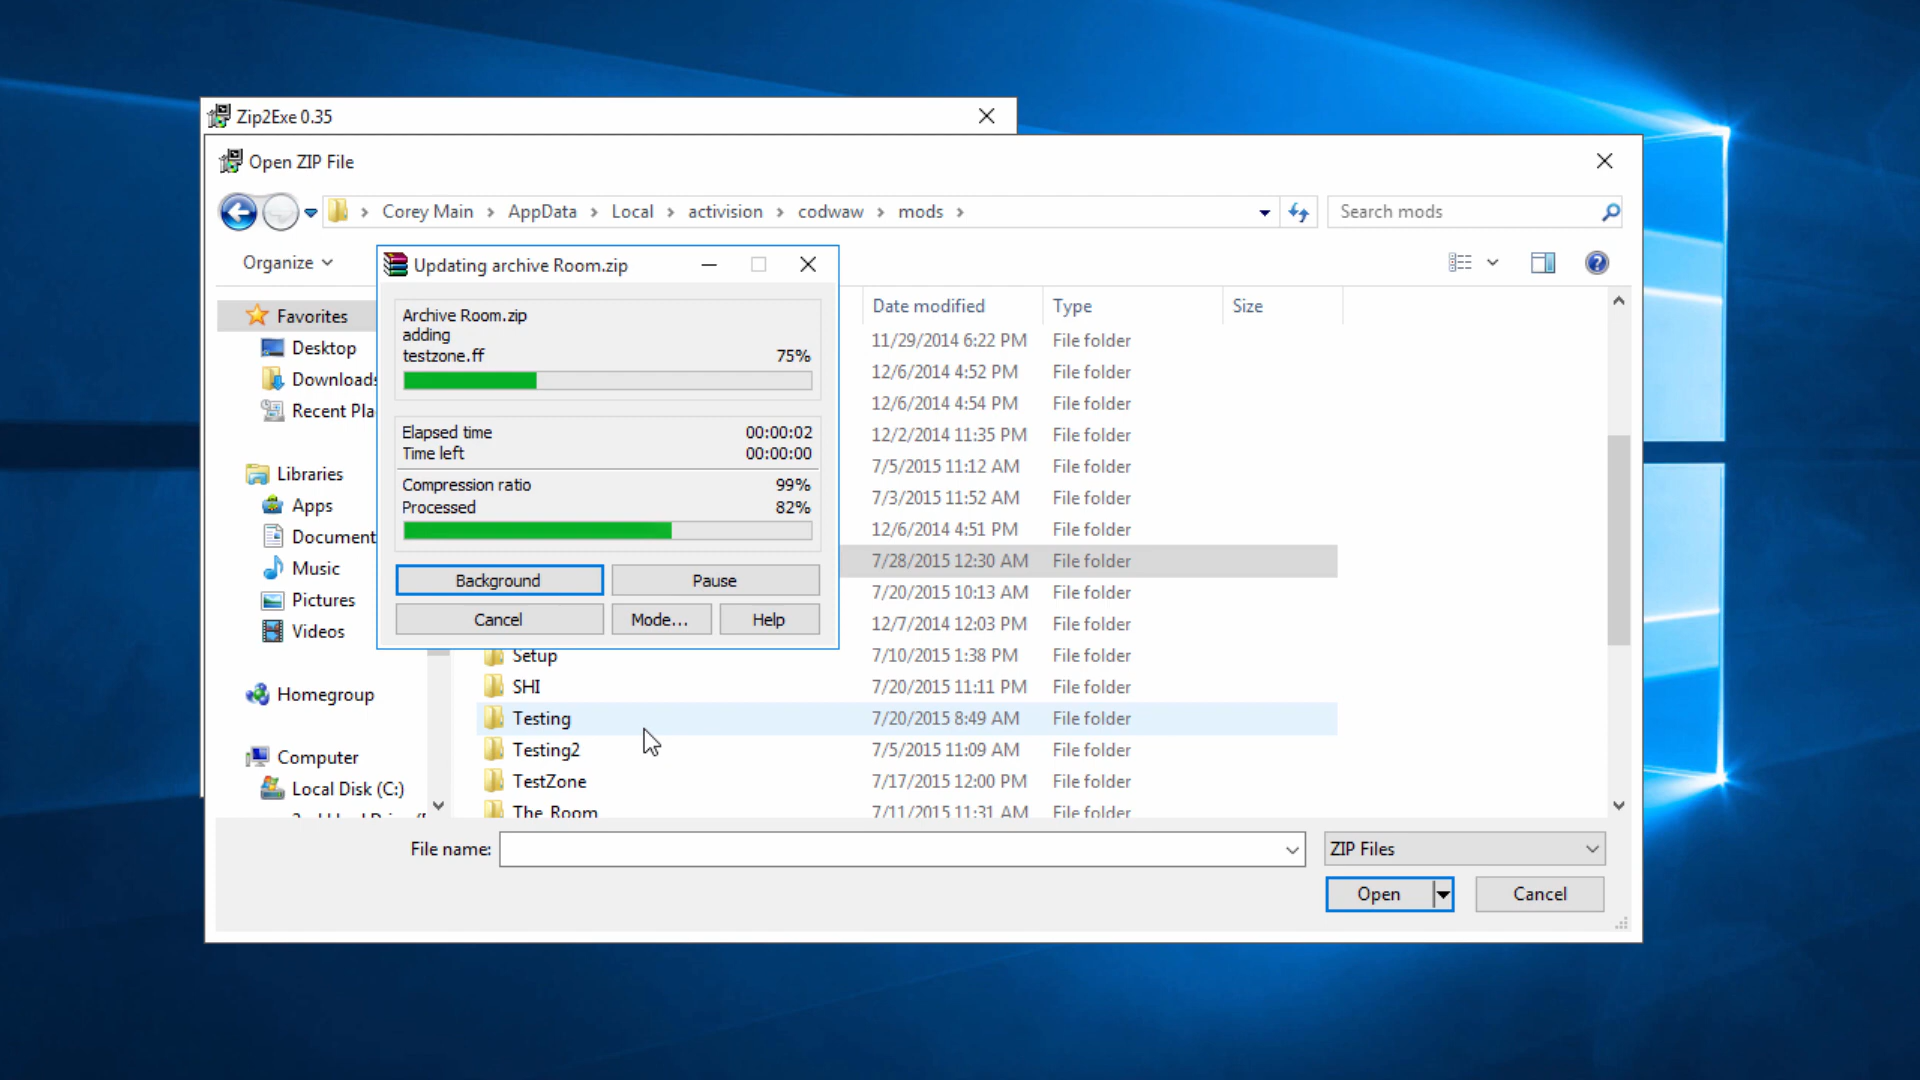 Zip2Exe 0.35
Open ZIP File
Corey Main AppData Local activision codwaw mods
Search mods
Organize
Updating archive Room.zip
Archive Room.zip
adding
testzone.ff 75%
Elapsed time 00:00:02
Time left 00:00:00
Compression ratio 99%
Processed 82%
Background Pause
Cancel Mode... Help
Favorites
Desktop
Downloads
Recent Pla
Libraries
Apps
Document
Music
Pictures
Videos
Homegroup
Computer
Local Disk (C:)
Date modified Type Size
11/29/2014 6:22 PM File folder
12/6/2014 4:52 PM File folder
12/6/2014 4:54 PM File folder
12/2/2014 11:35 PM File folder
7/5/2015 11:12 AM File folder
7/3/2015 11:52 AM File folder
12/6/2014 4:51 PM File folder
7/28/2015 12:30 AM File folder
7/20/2015 10:13 AM File folder
12/7/2014 12:03 PM File folder
Setup 7/10/2015 1:38 PM File folder
SHI 7/20/2015 11:11 PM File folder
Testing 7/20/2015 8:49 AM File folder
Testing2 7/5/2015 11:09 AM File folder
TestZone 7/17/2015 12:00 PM File folder
The Room 7/11/2015 11:31 AM File folder
File name: ZIP Files
Open Cancel